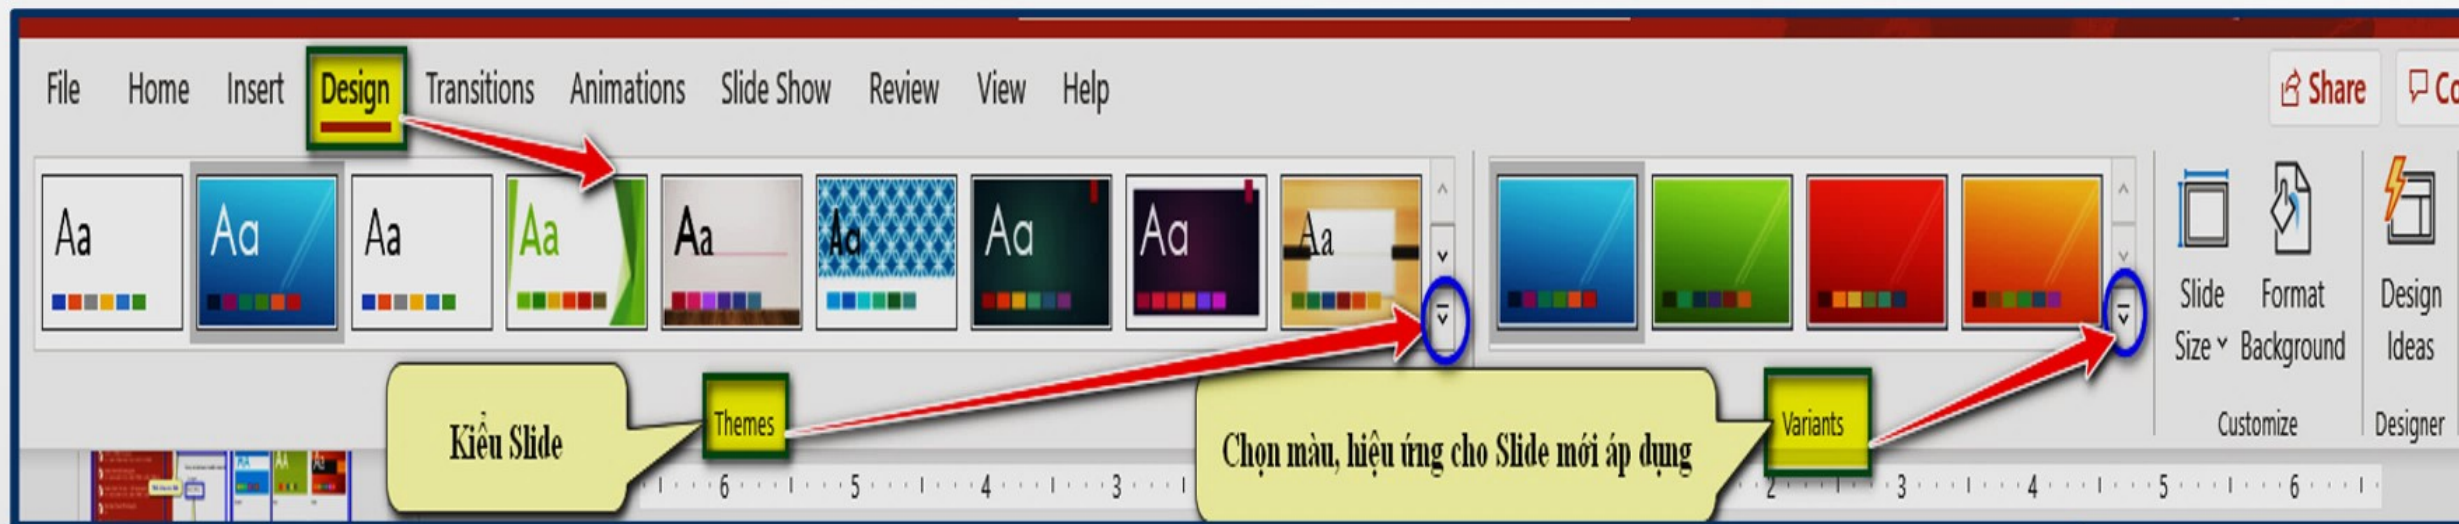 File Home Insert Design Transitions Animations Slide Show Review View Help
Share
Aa Aa Aa Aa Aa Aa Aa Aa Aa
Slide Size
Format Background
Design Ideas
Kiểu Slide
Themes
Chọn màu, hiệu ứng cho Slide mới áp dụng
Variants
Customize
Designer
6 5 4 3 2 3 4 5 6